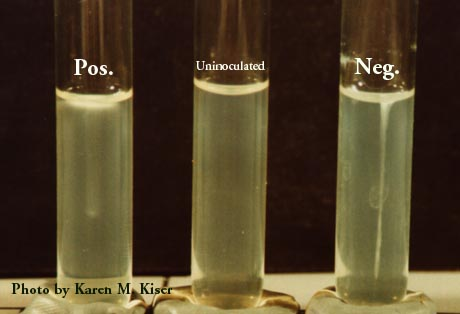 Pos.
Uninoculated
Neg.
Photo by Karen M. Kiser